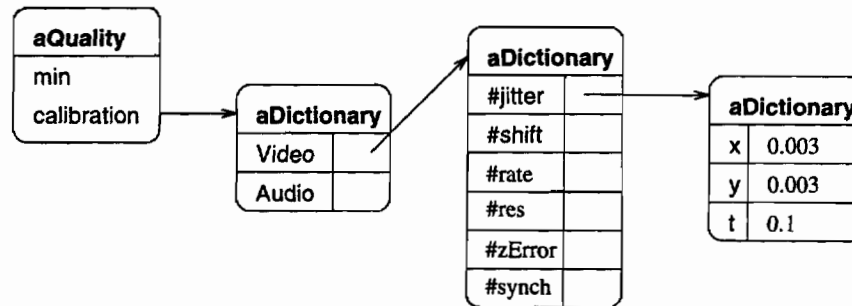 aQuality
min
calibration
aDictionary
Video
Audio
aDictionary
#jitter
#shift
#rate
#res
#zError
#synch
aDictionary
x 0.003
y 0.003
t 0.1